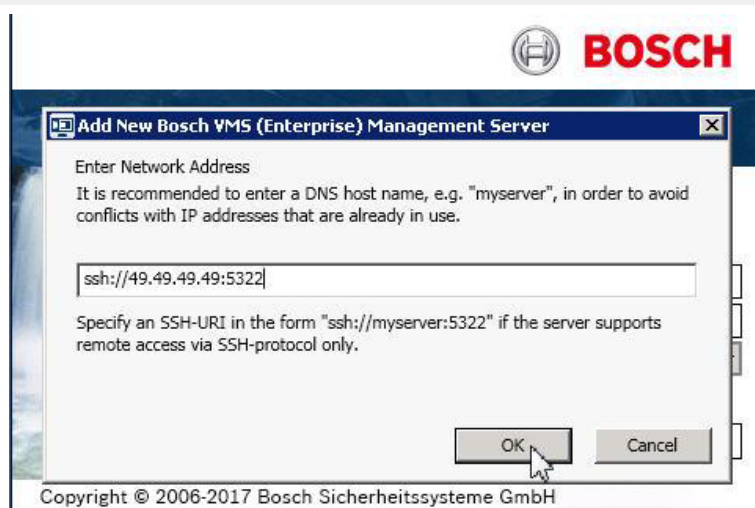 BOSCH
Add New Bosch VMS (Enterprise) Management Server
Enter Network Address
It is recommended to enter a DNS host name, e.g. "myserver", in order to avoid
conflicts with IP addresses that are already in use.
ssh://49.49.49.49:5322
Specify an SSH-URI in the form "ssh://myserver:5322" if the server supports
remote access via SSH-protocol only.
OK Cancel
Copyright © 2006-2017 Bosch Sicherheitssysteme GmbH